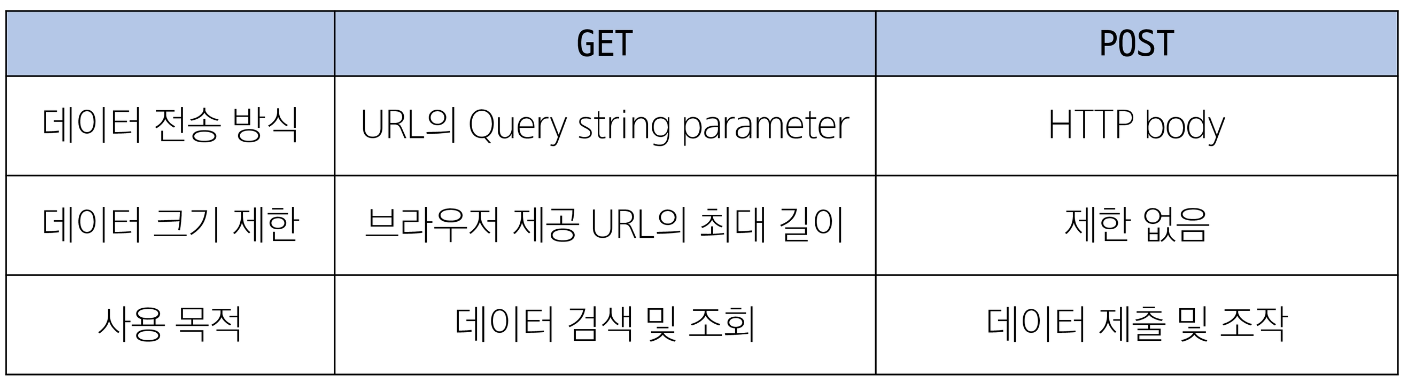 GET POST
데이터 전송 방식 URL의 Query string parameter HTTP body
데이터 크기 제한 브라우저 제공 URL의 최대 길이 제한 없음
사용 목적 데이터 검색 및 조회 데이터 제출 및 조작